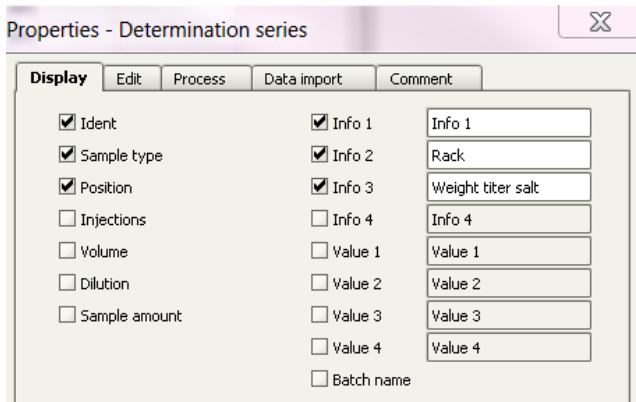 Properties - Determination series
Display Edit Process Data import Comment
Ident Info 1 Info 1
Sample type Info 2 Rack
Position Info 3 Weight titer salt
Injections Info 4 Info 4
Volume Value 1 Value 1
Dilution Value 2 Value 2
Sample amount Value 3 Value 3
Value 4 Value 4
Batch name